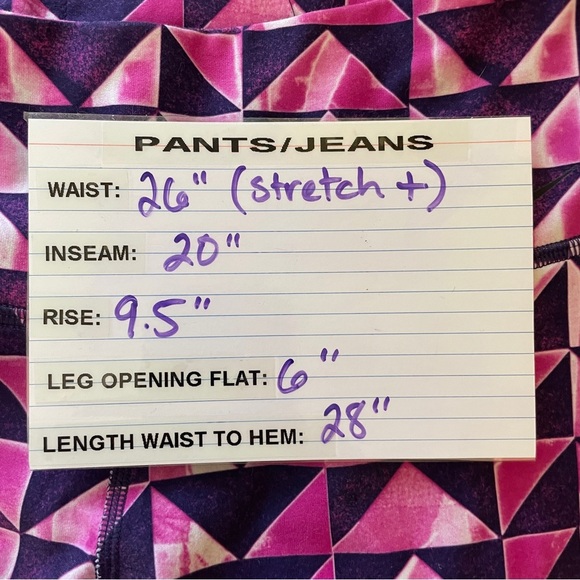 PANTS/JEANS
WAIST: 26" (stretch +)
INSEAM: 20"
RISE: 9.5"
LEG OPENING FLAT: 6"
LENGTH WAIST TO HEM: 28"